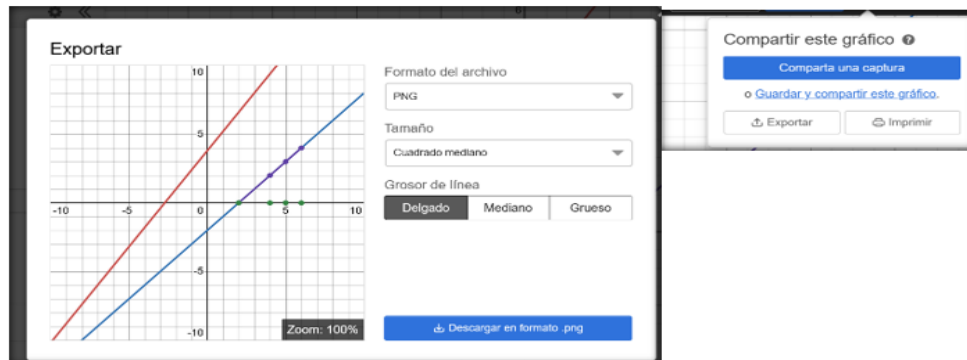 Exportar
10
5
-10
-5
0
5
10
-5
-10
Zoom: 100%
Formato del archivo
PNG
Tamaño
Cuadrado mediano
Grosor de línea
Delgado Mediano Grueso
Descargar en formato .png
Compartir este gráfico
Comparta una captura
o Guardar y compartir este gráfico.
Exportar Imprimir